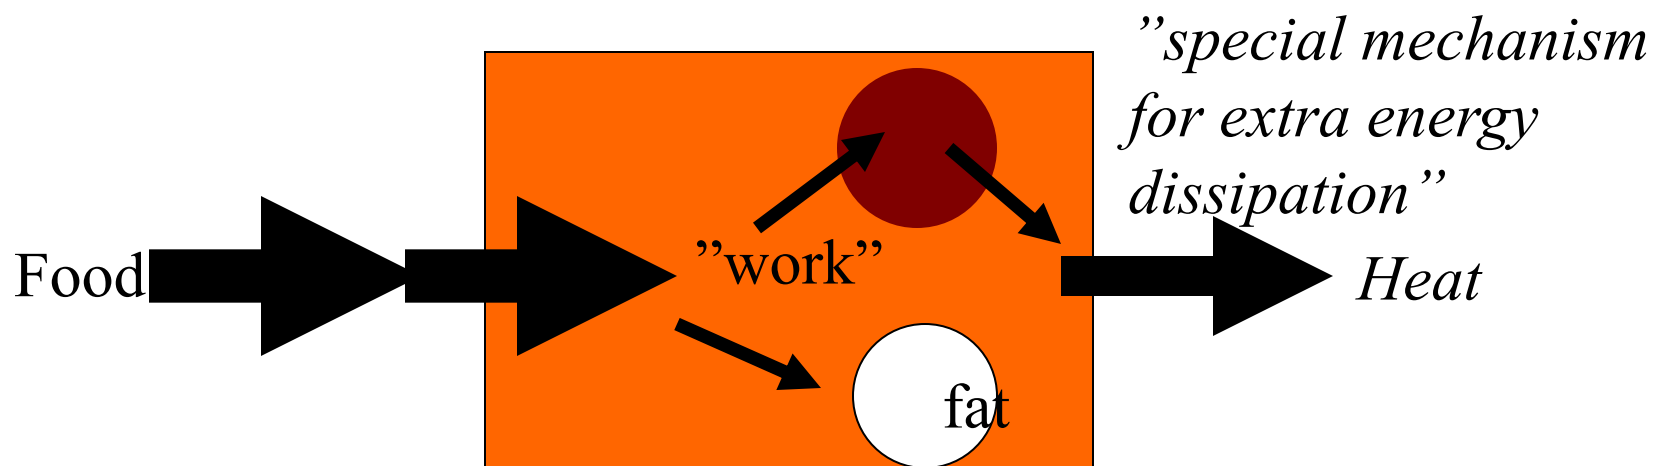 ”special mechanism
for extra energy
dissipation”
Food
”work”
Heat
fat